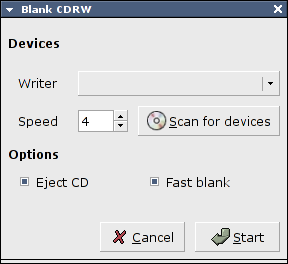 Blank CDRW
Devices
Writer
Speed 4 Scan for devices
Options
Eject CD Fast blank
Cancel Start